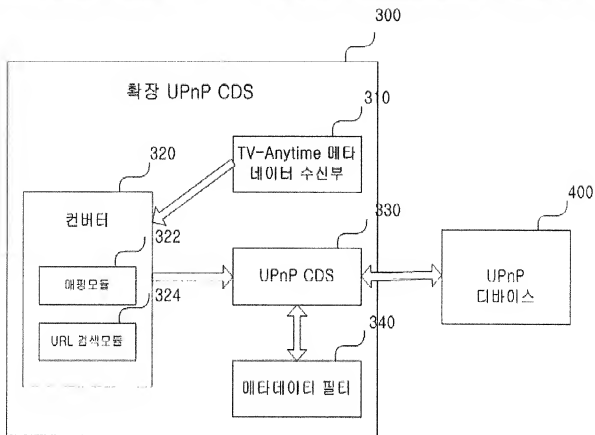 300
확장 UPnP CDS
310
TV-Anytime 메타
데이터 수신부
320
컨버터
322
매핑모듈
324
URL 검색모듈
330
UPnP CDS
400
UPnP
디바이스
340
메타데이터 필터